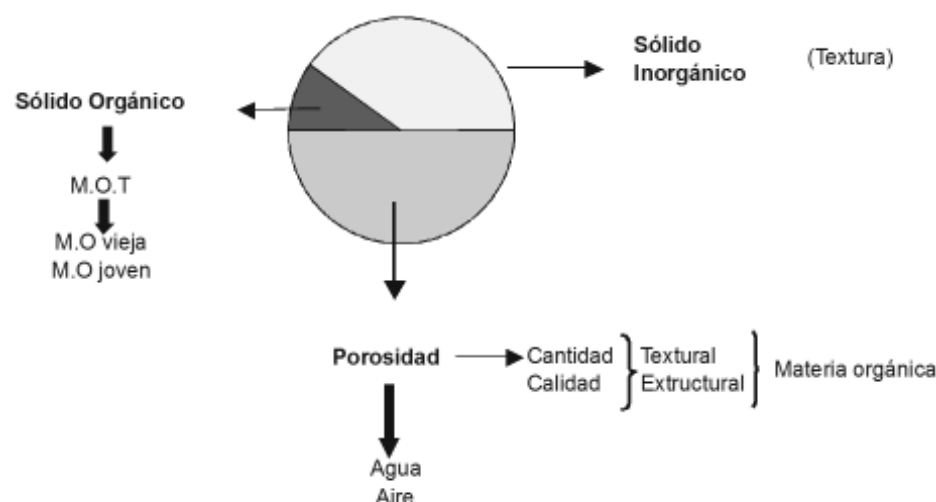 Sólido
Inorgánico
(Textura)
Sólido Orgánico
M.O.T
M.O vieja
M.O joven
Porosidad
Cantidad
Calidad
Textural
Extructural
Materia orgánica
Agua
Aire